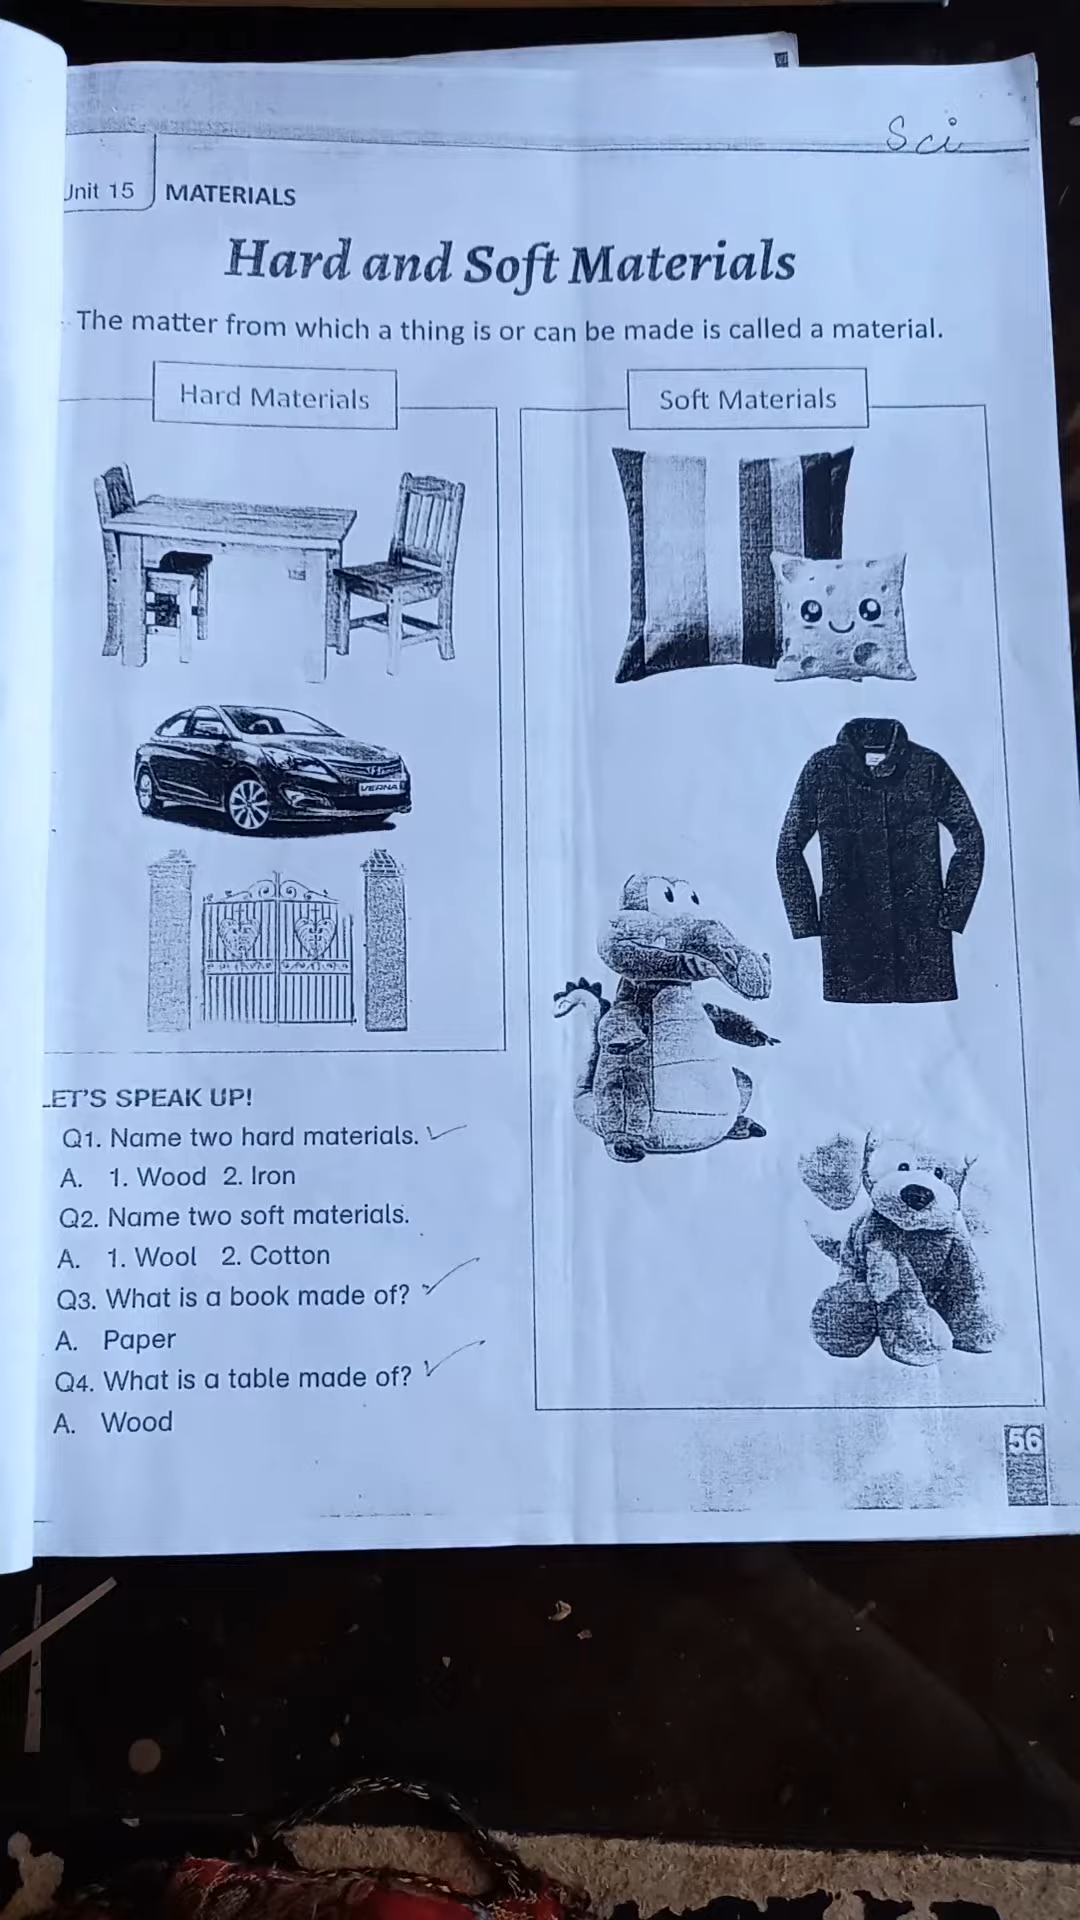 Sci
Unit 15 MATERIALS
Hard and Soft Materials
The matter from which a thing is or can be made is called a material.
Hard Materials
Soft Materials
VERNA
LET'S SPEAK UP!
Q1. Name two hard materials.
A. 1. Wood 2. Iron
Q2. Name two soft materials.
A. 1. Wool 2. Cotton
Q3. What is a book made of?
A. Paper
Q4. What is a table made of?
A. Wood
56